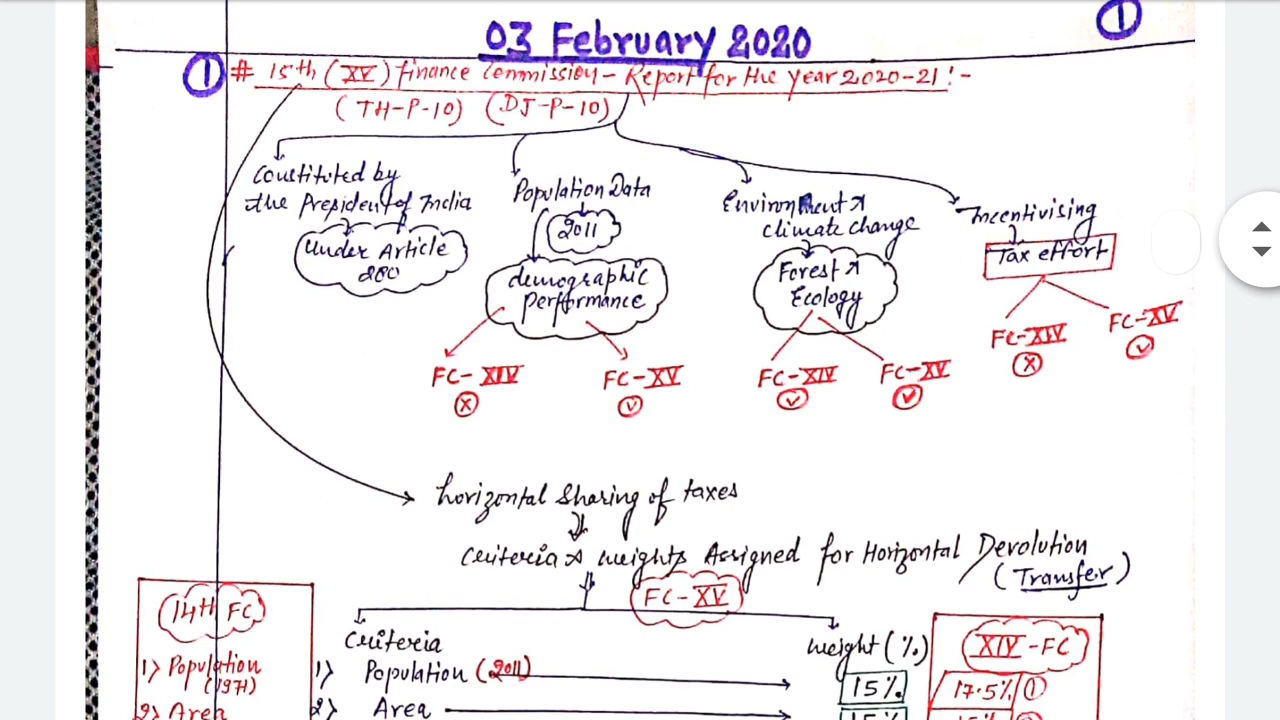 03 February 2020
①
① # 15th (XV) finance Commission - Report for the year 2020-21! -
(TH-P-10) (DJ-P-10)
Constituted by
the President of India
Under Article
280
Population Data
2011
demographic
Performance
FC-XIV
FC-XV
Environment &
climate change
Forest &
Ecology
FC-XIV
FC-XV
Incentivising
Tax effort
FC-XIV
FC-XV
horizontal sharing of taxes
Criteria & weights Assigned for Horizontal Devolution
(Transfer)
FC-XV
14th FC
1) Population
(1971)
2) Area
Criteria
weight (%)
1) Population (2011)
15%
2) Area
15%
XIV-FC
17.5% ①
15%